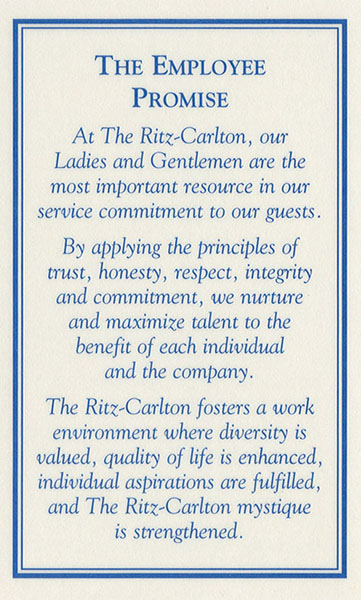 THE EMPLOYEE
PROMISE
At The Ritz-Carlton, our
Ladies and Gentlemen are the
most important resource in our
service commitment to our guests.
By applying the principles of
trust, honesty, respect, integrity
and commitment, we nurture
and maximize talent to the
benefit of each individual
and the company.
The Ritz-Carlton fosters a work
environment where diversity is
valued, quality of life is enhanced,
individual aspirations are fulfilled,
and The Ritz-Carlton mystique
is strengthened.